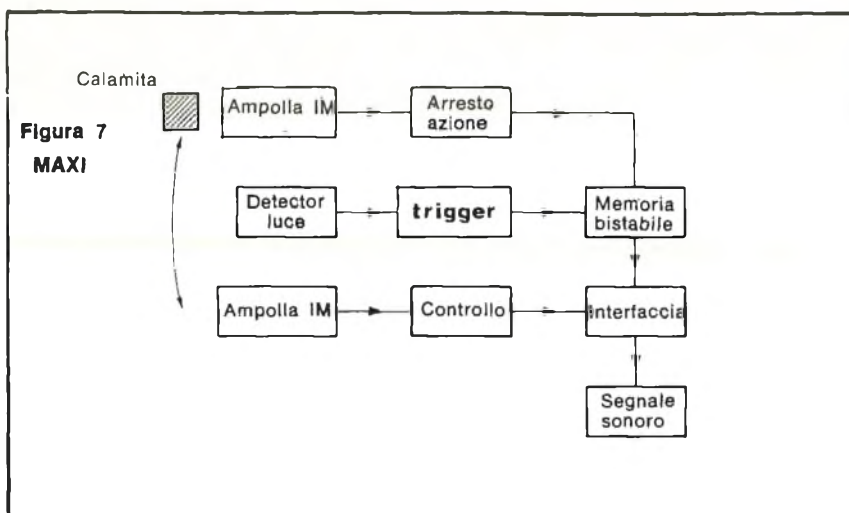 Calamita
Figura 7
MAXI
Ampolla IM
Arresto
azione
Detector
luce
trigger
Memoria
bistabile
Ampolla IM
Controllo
Interfaccia
Segnale
sonoro